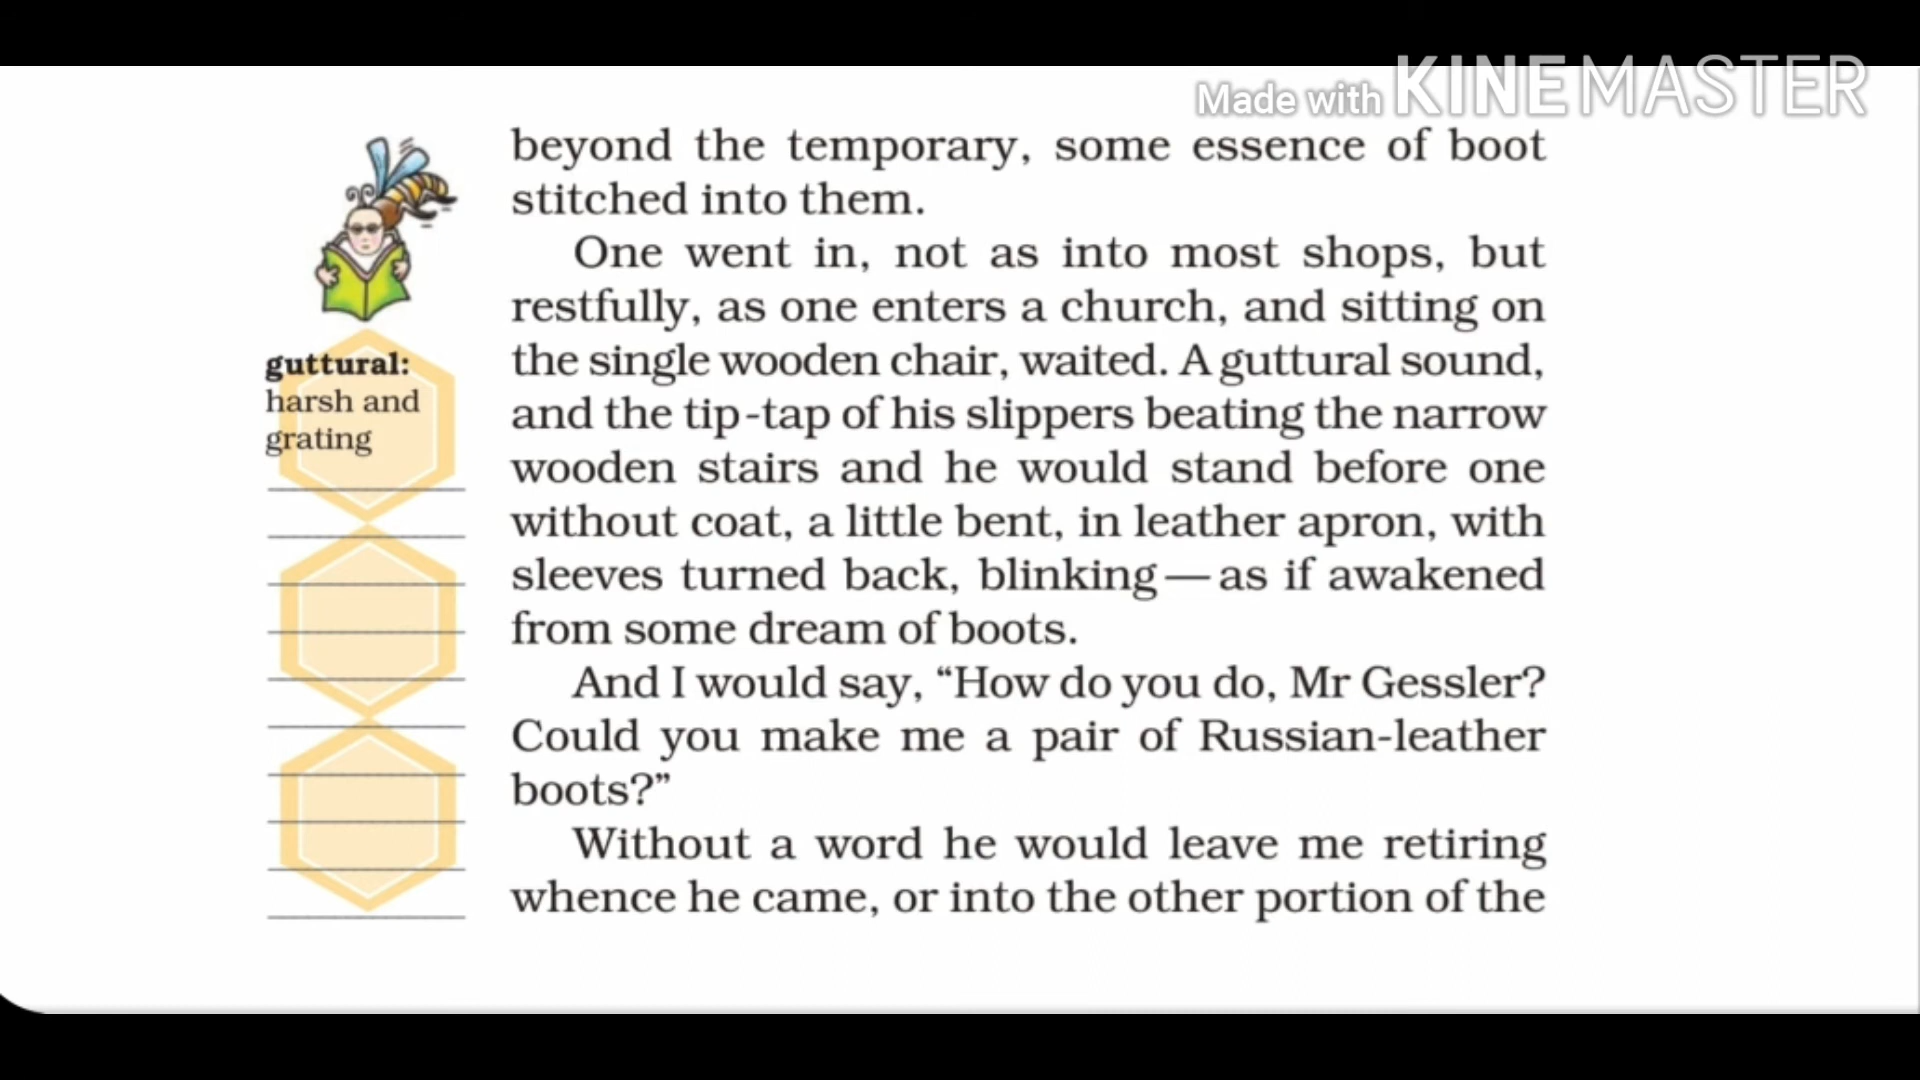 Made with KINEMASTER
beyond the temporary, some essence of boot
stitched into them.
One went in, not as into most shops, but
restfully, as one enters a church, and sitting on
the single wooden chair, waited. A guttural sound,
and the tip-tap of his slippers beating the narrow
wooden stairs and he would stand before one
without coat, a little bent, in leather apron, with
sleeves turned back, blinking—as if awakened
from some dream of boots.
And I would say, “How do you do, Mr Gessler?
Could you make me a pair of Russian-leather
boots?”
Without a word he would leave me retiring
whence he came, or into the other portion of the
guttural:
harsh and
grating